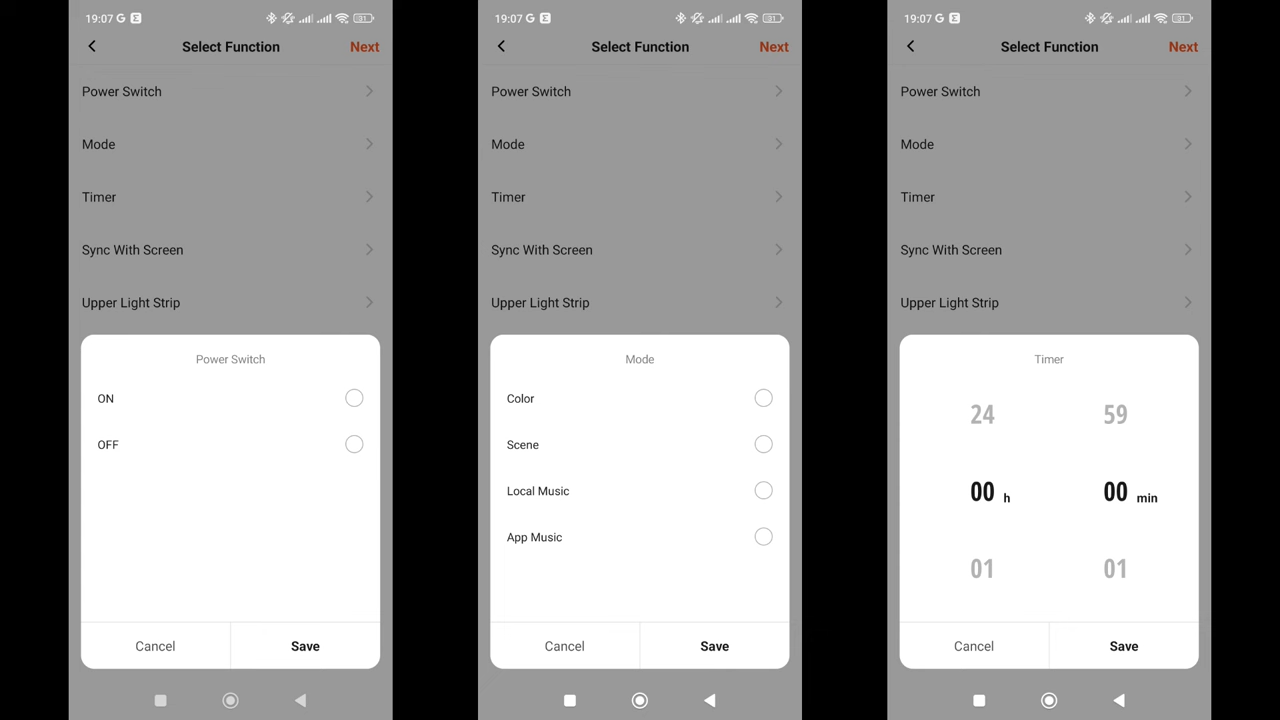 19:07 G Σ 91
Select Function Next
Power Switch
Mode
Timer
Sync With Screen
Upper Light Strip
Power Switch
ON
OFF
Cancel Save
19:07 G Σ 91
Select Function Next
Power Switch
Mode
Timer
Sync With Screen
Upper Light Strip
Mode
Color
Scene
Local Music
App Music
Cancel Save
19:07 G Σ 91
Select Function Next
Power Switch
Mode
Timer
Sync With Screen
Upper Light Strip
Timer
24 59
00 h 00 min
01 01
Cancel Save